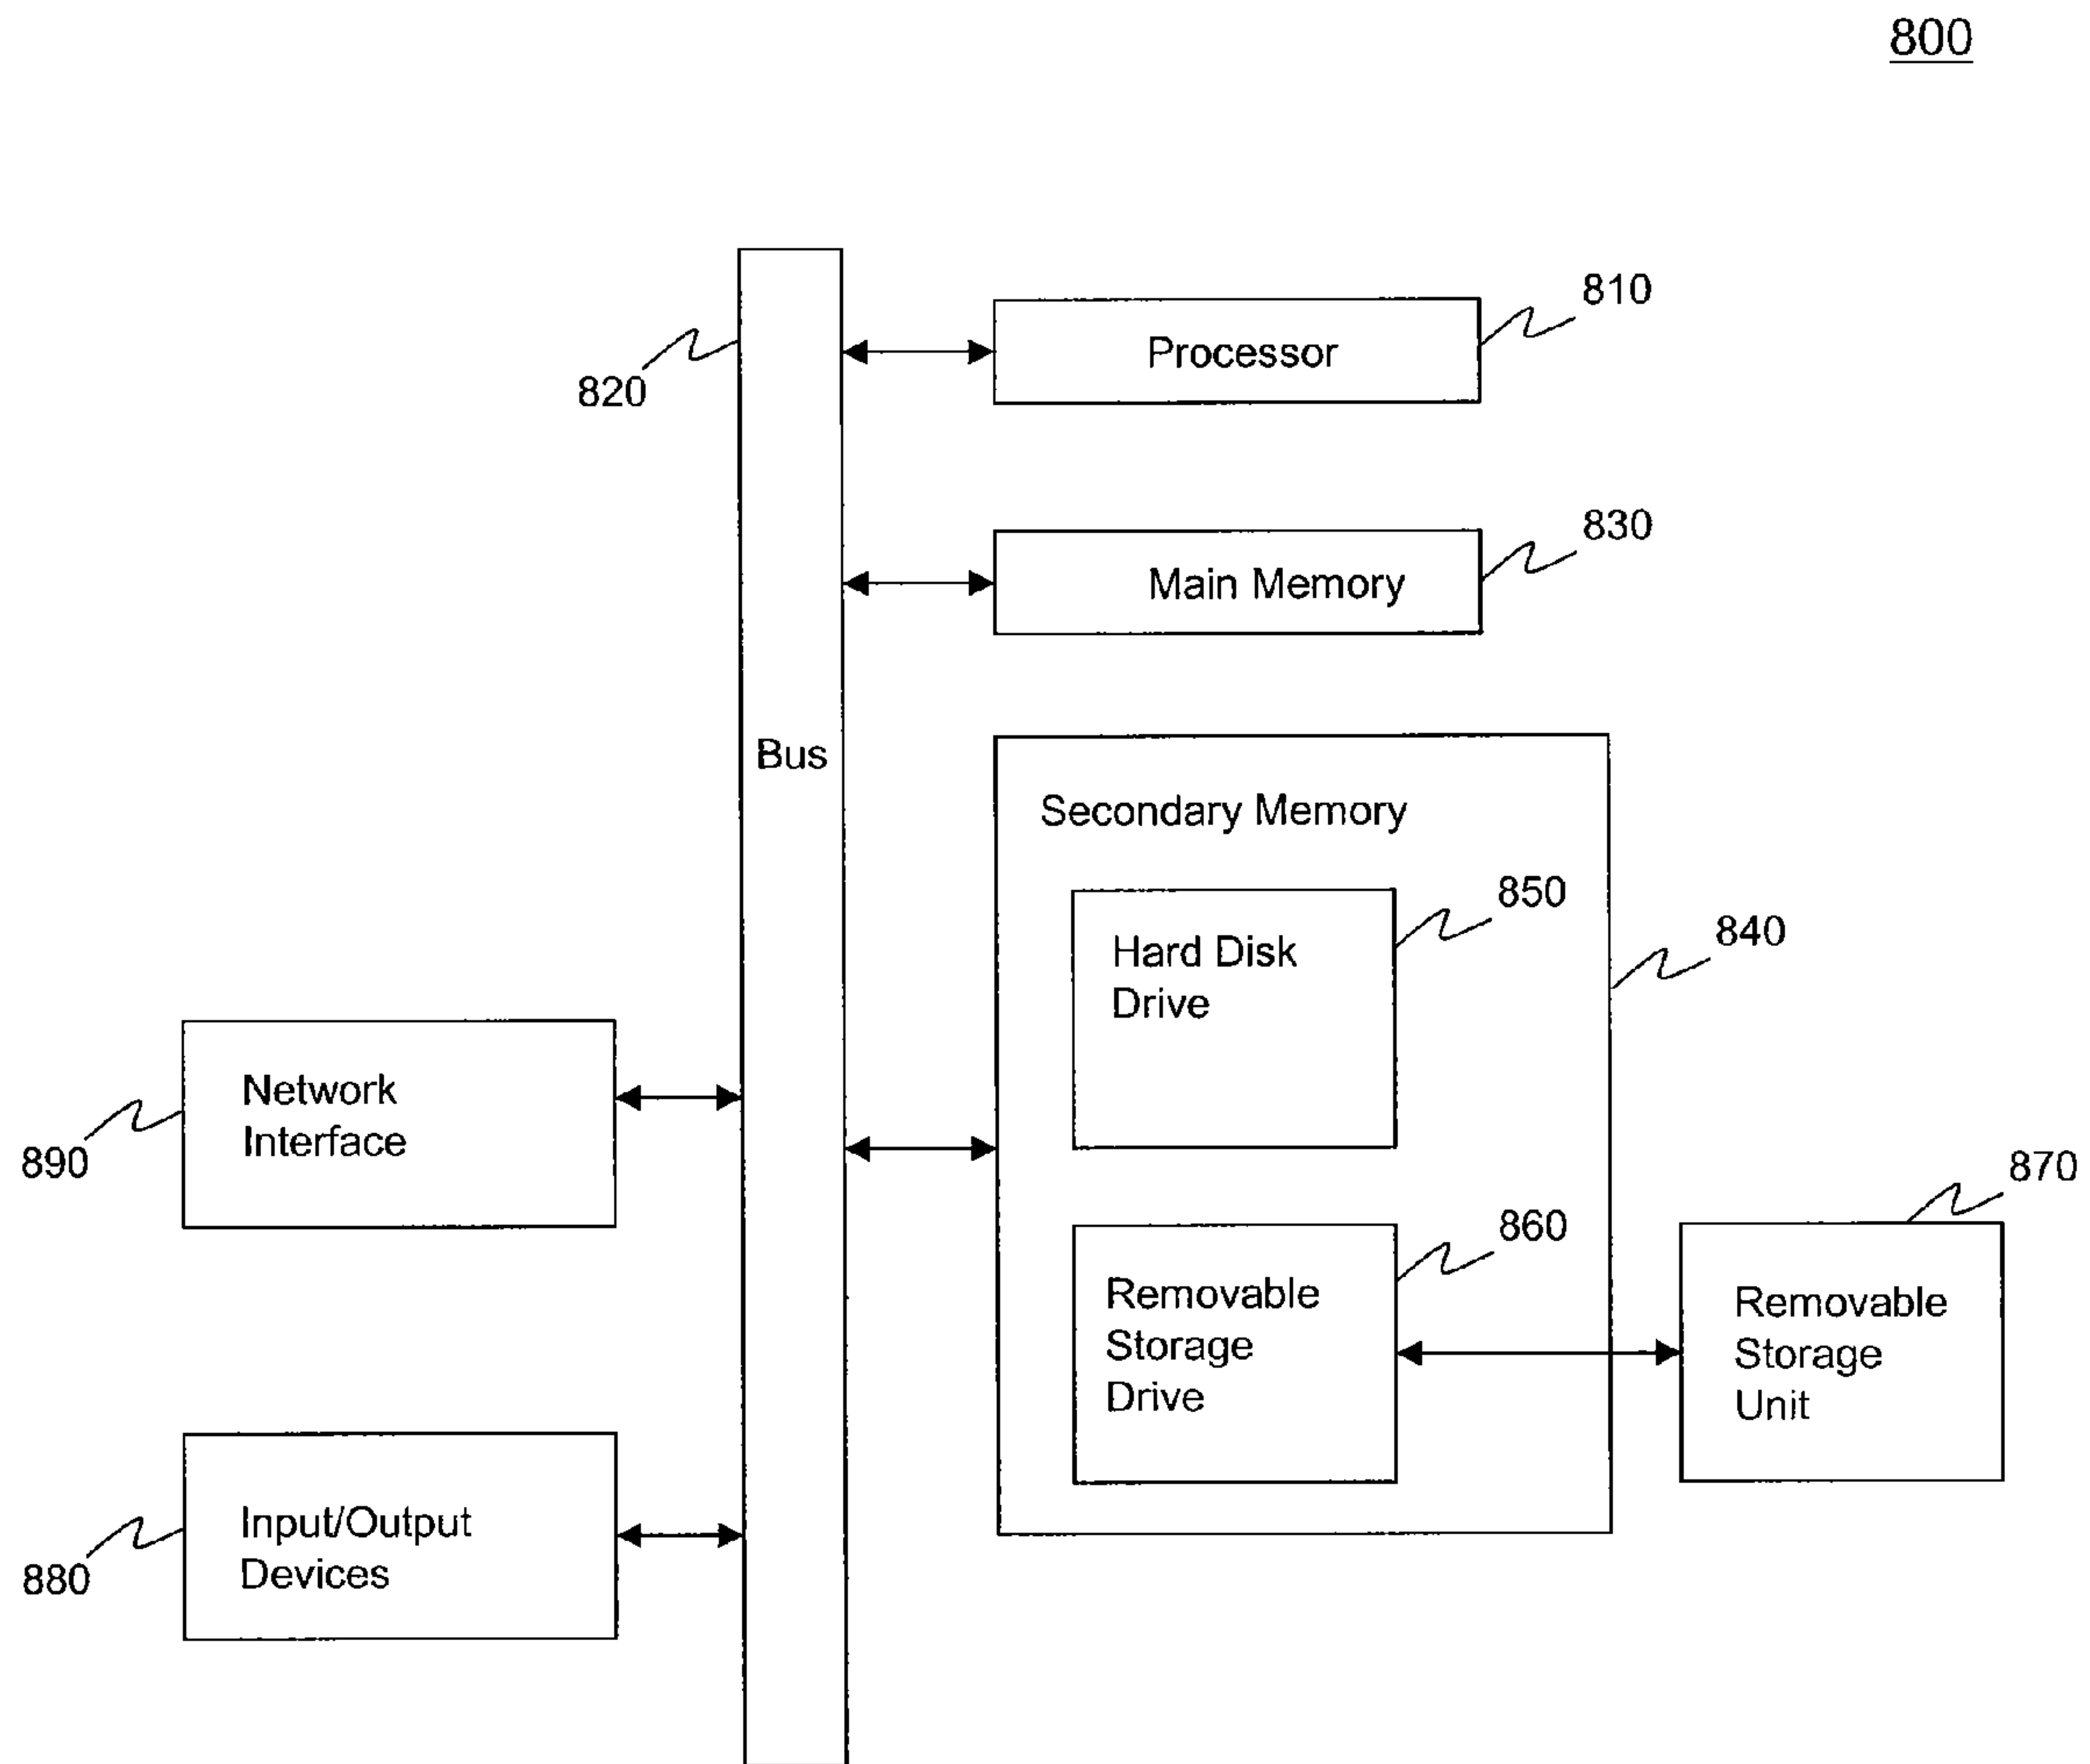 800
810
Processor
820
830
Main Memory
Bus
Secondary Memory
850
Hard Disk
Drive
840
Network
Interface
890
870
860
Removable
Storage
Drive
Removable
Storage
Unit
Input/Output
Devices
880